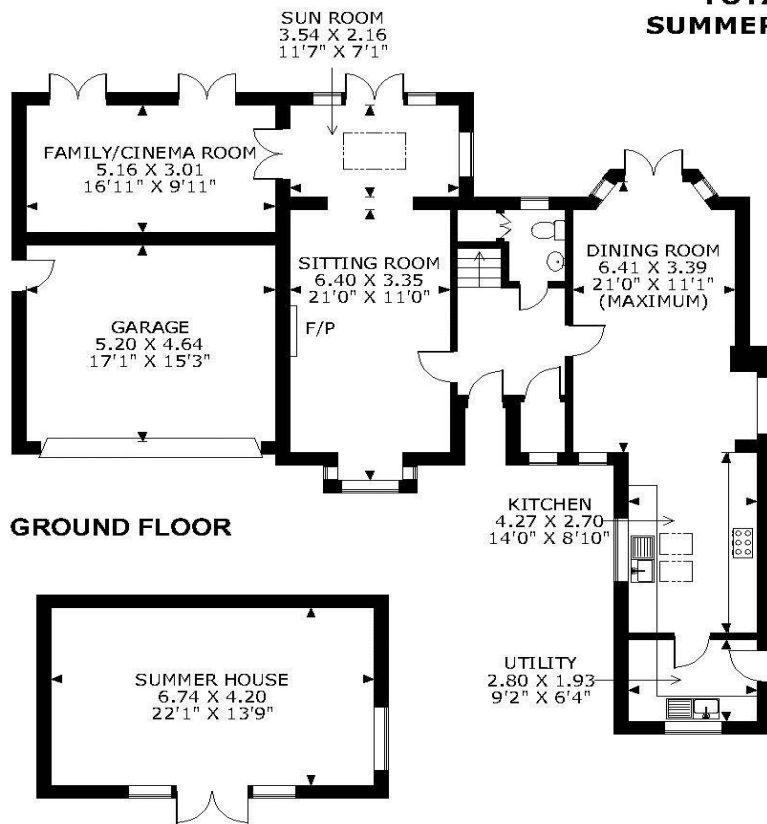 SUMMER
SUN ROOM
3.54 X 2.16
11'7" X 7'1"
FAMILY/CINEMA ROOM
5.16 X 3.01
16'11" X 9'11"
SITTING ROOM
6.40 X 3.35
21'0" X 11'0"
F/P
DINING ROOM
6.41 X 3.39
21'0" X 11'1"
(MAXIMUM)
GARAGE
5.20 X 4.64
17'1" X 15'3"
GROUND FLOOR
KITCHEN
4.27 X 2.70
14'0" X 8'10"
UTILITY
2.80 X 1.93
9'2" X 6'4"
SUMMER HOUSE
6.74 X 4.20
22'1" X 13'9"